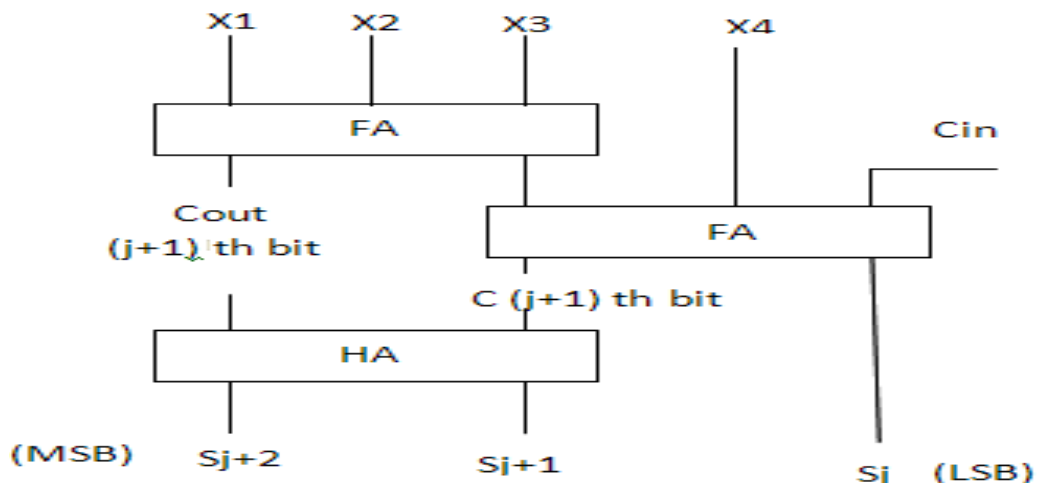 X1 X2 X3 X4
FA
Cin
Cout
(j+1) th bit
FA
C (j+1) th bit
HA
(MSB) Sj+2 Sj+1 Sj (LSB)